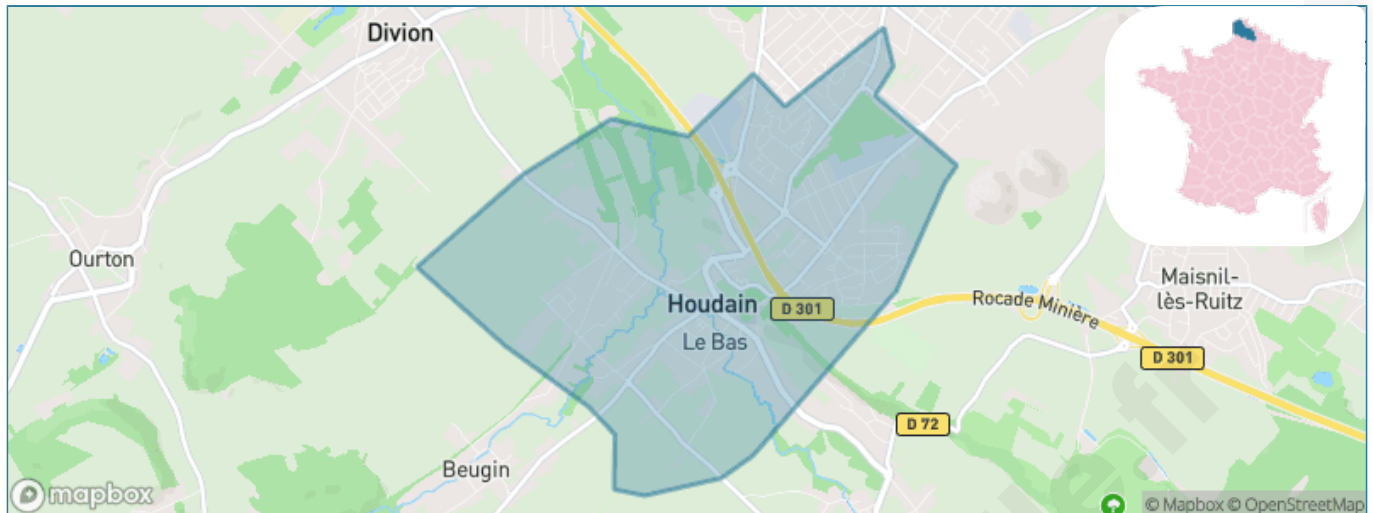 Divion
Ourton
Houdain
D 301
Le Bas
Rocade Minière
Maisnil-
lès-Ruitz
D 301
D 72
Beugin
mapbox
© Mapbox © OpenStreetMap